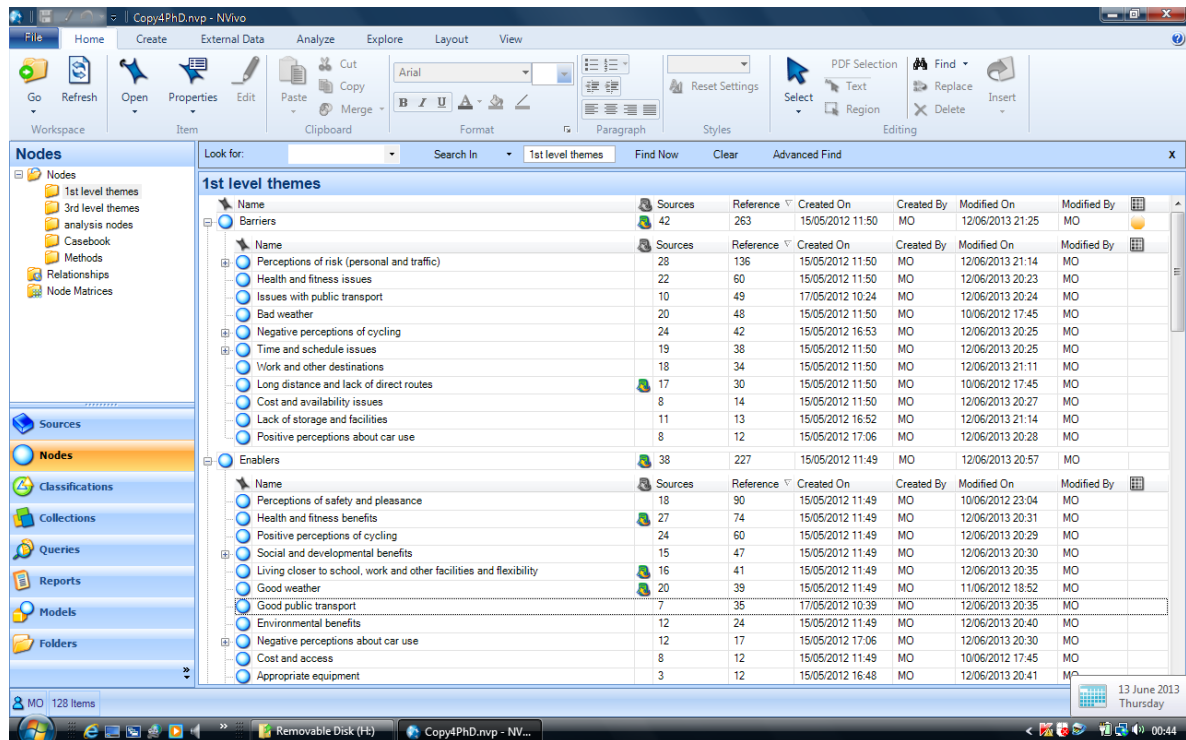 Copy4PhD.nvp - NVivo
File Home Create External Data Analyze Explore Layout View
Go Refresh Open Properties Edit Paste Cut Copy Merge Arial B I U A Reset Settings Select PDF Selection Text Region Find Replace Delete Insert
Workspace Item Clipboard Format Paragraph Styles Editing
Nodes
Look for: Search In 1st level themes Find Now Clear Advanced Find x
Nodes
1st level themes
3rd level themes
analysis nodes
Casebook
Methods
Relationships
Node Matrices
Sources
Nodes
Classifications
Collections
Queries
Reports
Models
Folders
1st level themes
Name Sources Reference Created On Created By Modified On Modified By
Barriers 42 263 15/05/2012 11:50 MO 12/06/2013 21:25 MO
Name Sources Reference Created On Created By Modified On Modified By
Perceptions of risk (personal and traffic) 28 136 15/05/2012 11:50 MO 12/06/2013 21:14 MO
Health and fitness issues 22 60 15/05/2012 11:50 MO 12/06/2013 20:23 MO
Issues with public transport 10 49 17/05/2012 10:24 MO 12/06/2013 20:24 MO
Bad weather 20 48 15/05/2012 11:50 MO 10/06/2012 17:45 MO
Negative perceptions of cycling 24 42 15/05/2012 16:53 MO 12/06/2013 20:25 MO
Time and schedule issues 19 38 15/05/2012 11:50 MO 12/06/2013 20:25 MO
Work and other destinations 18 34 15/05/2012 11:50 MO 12/06/2013 21:11 MO
Long distance and lack of direct routes 17 30 15/05/2012 11:50 MO 10/06/2012 17:45 MO
Cost and availability issues 8 14 15/05/2012 11:50 MO 12/06/2013 20:27 MO
Lack of storage and facilities 11 13 15/05/2012 16:52 MO 12/06/2013 21:14 MO
Positive perceptions about car use 8 12 15/05/2012 17:06 MO 12/06/2013 20:28 MO
Enablers 38 227 15/05/2012 11:49 MO 12/06/2013 20:57 MO
Name Sources Reference Created On Created By Modified On Modified By
Perceptions of safety and pleasance 18 90 15/05/2012 11:49 MO 10/06/2012 23:04 MO
Health and fitness benefits 27 74 15/05/2012 11:49 MO 12/06/2013 20:31 MO
Positive perceptions of cycling 24 60 15/05/2012 11:49 MO 12/06/2013 20:29 MO
Social and developmental benefits 15 47 15/05/2012 11:49 MO 12/06/2013 20:30 MO
Living closer to school, work and other facilities and flexibility 16 41 15/05/2012 11:49 MO 12/06/2013 20:35 MO
Good weather 20 39 15/05/2012 11:49 MO 11/06/2012 18:52 MO
Good public transport 7 35 17/05/2012 10:39 MO 12/06/2013 20:35 MO
Environmental benefits 12 24 15/05/2012 11:49 MO 12/06/2013 20:40 MO
Negative perceptions about car use 12 17 15/05/2012 17:06 MO 12/06/2013 20:30 MO
Cost and access 8 12 15/05/2012 11:49 MO 10/06/2012 17:45 MO
Appropriate equipment 3 12 15/05/2012 16:48 MO 12/06/2013 20:41 MO
MO 128 Items
13 June 2013
Thursday
Removable Disk (H:) Copy4PhD.nvp - NV... 00:44